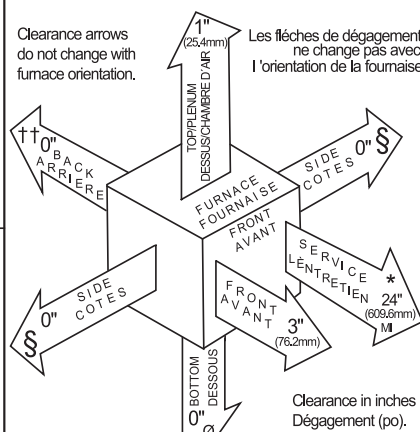 Clearance arrows
do not change with
furnace orientation.
Les fléches de dégagement
ne change pas avec
l 'orientation de la fournaise
1"
(25.4mm)
TOP/PLENUM
DESSUS/CHAMBRE D'AIR
††0"
BACK
ARRIERE
SIDE
COTES
0" §
FURNACE
FOURNAISE
FRONT
AVANT
SERVICE
LÈNTRETIEN
*
24"
(609.6mm)
MI
§
0"
SIDE
COTES
FRONT
AVANT
3"
(76.2mm)
BOTTOM
DESSOUS
0"
Ø
Clearance in inches
Dégagement (po).